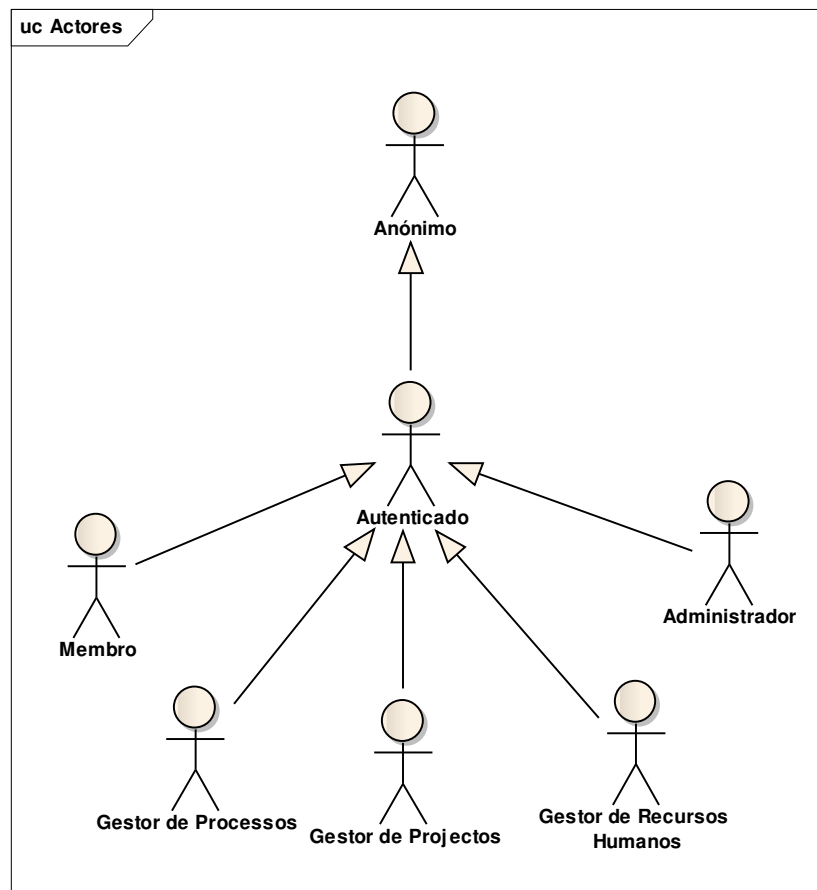 uc Actores
Anónimo
Autenticado
Administrador
Membro
Gestor de Processos
Gestor de Projectos
Gestor de Recursos
Humanos